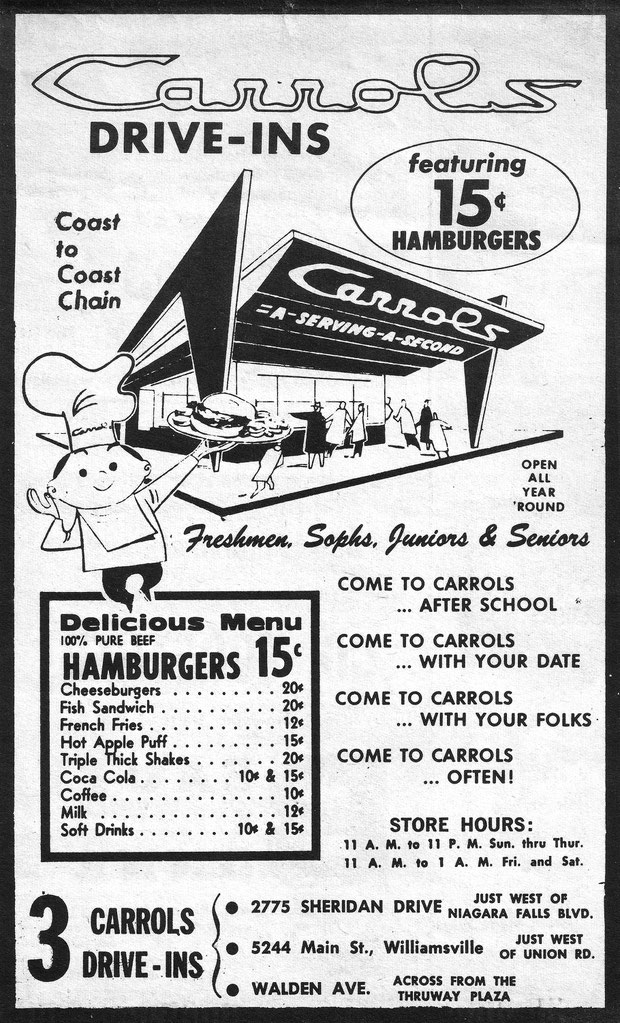 Carrols
DRIVE-INS
featuring
15¢
HAMBURGERS
Coast
to
Coast
Chain
Carrols
=A-SERVING-A-SECOND
Carrols
OPEN
ALL
YEAR
'ROUND
Freshmen, Sophs, Juniors & Seniors
COME TO CARROLS
... AFTER SCHOOL
COME TO CARROLS
... WITH YOUR DATE
COME TO CARROLS
... WITH YOUR FOLKS
COME TO CARROLS
... OFTEN!
Delicious Menu
100% PURE BEEF
HAMBURGERS 15¢
Cheeseburgers . . . . . . . . . 20¢
Fish Sandwich . . . . . . . . . . 20¢
French Fries . . . . . . . . . . . 12¢
Hot Apple Puff . . . . . . . . . 15¢
Triple Thick Shakes . . . . . . . 20¢
Coca Cola . . . . . . . . 10¢ & 15¢
Coffee . . . . . . . . . . . . . . 10¢
Milk . . . . . . . . . . . . . . . 12¢
Soft Drinks . . . . . . . . 10¢ & 15¢
STORE HOURS:
11 A. M. to 11 P. M. Sun. thru Thur.
11 A. M. to 1 A. M. Fri. and Sat.
3 CARROLS
DRIVE-INS
● 2775 SHERIDAN DRIVE JUST WEST OF
NIAGARA FALLS BLVD.
● 5244 Main St., Williamsville JUST WEST
OF UNION RD.
● WALDEN AVE. ACROSS FROM THE
THRUWAY PLAZA